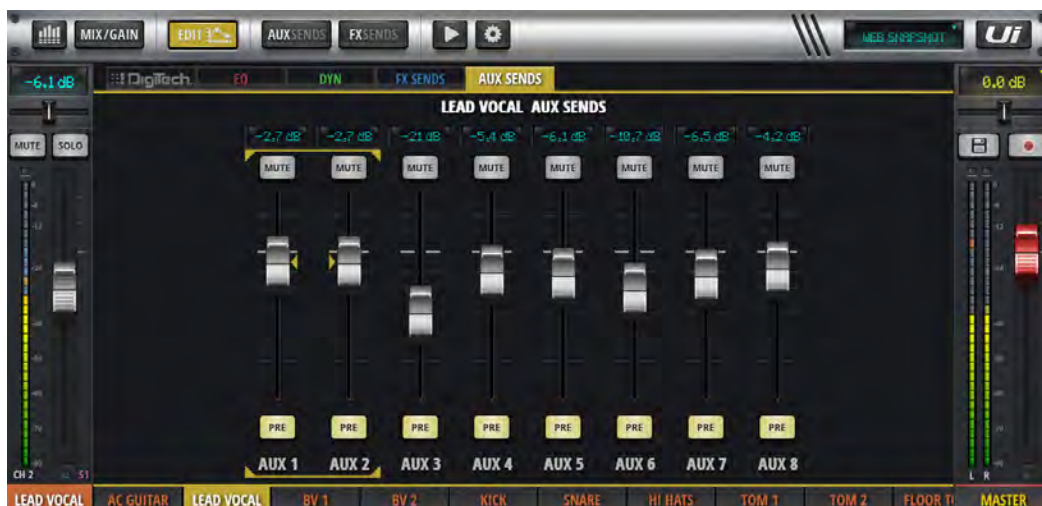 MIX/GAIN EDIT AUXSENDS FXSENDS WEB SNAPSHOT Ui
-6.1 dB DigiTech EQ DYN FX SENDS AUX SENDS 0.0 dB
LEAD VOCAL AUX SENDS
-2,7 dB -2,7 dB -21 dB -5,4 dB -6,1 dB -10,7 dB -6,5 dB -4,2 dB
MUTE SOLO
MUTE MUTE MUTE MUTE MUTE MUTE MUTE MUTE
PRE PRE PRE PRE PRE PRE PRE PRE
AUX 1 AUX 2 AUX 3 AUX 4 AUX 5 AUX 6 AUX 7 AUX 8
CH 2 S1 L R
LEAD VOCAL AC GUITAR LEAD VOCAL BV 1 BV 2 KICK SNARE HI HATS TOM 1 TOM 2 FLOOR MASTER